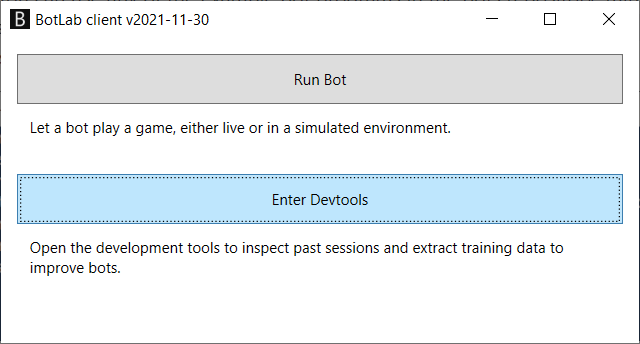 B BotLab client v2021-11-30
Run Bot
Let a bot play a game, either live or in a simulated environment.
Enter Devtools
Open the development tools to inspect past sessions and extract training data to
improve bots.